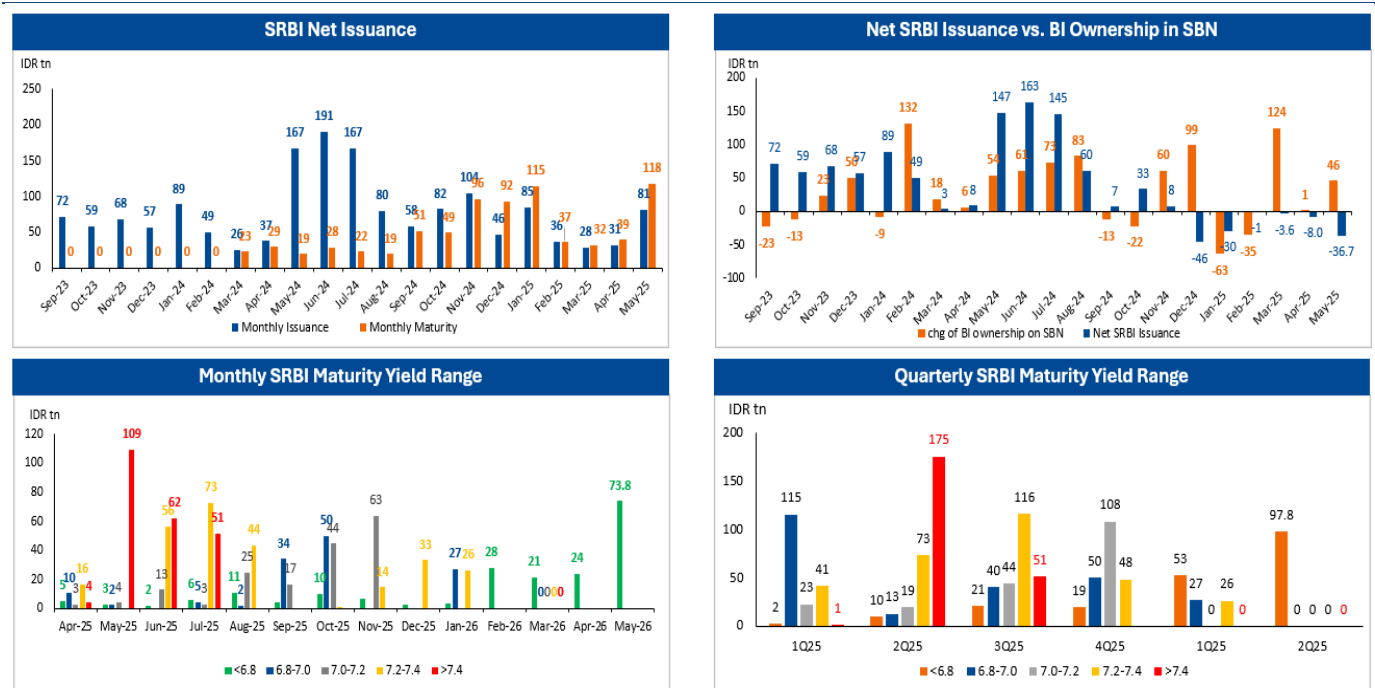 SRBI Net Issuance
IDR tn
250
200
150
100
50
0
72 59 68 57 89 49 26 37 167 191 167 80 58 82 104 46 85 36 28 31 81
0 0 0 0 0 0 23 29 19 28 22 19 51 49 96 92 115 37 32 39 118
Sep-23 Oct-23 Nov-23 Dec-23 Jan-24 Feb-24 Mar-24 Apr-24 May-24 Jun-24 Jul-24 Aug-24 Sep-24 Oct-24 Nov-24 Dec-24 Jan-25 Feb-25 Mar-25 Apr-25 May-25
Monthly Issuance Monthly Maturity
Net SRBI Issuance vs. BI Ownership in SBN
IDR tn
200
150
100
50
0
-50
-100
-23 -13 23 50 -9 132 18 6 54 61 73 83 -13 -22 60 99 -63 -35 124 1 46
72 59 68 57 89 49 3 8 147 163 145 60 7 33 8 -46 -30 -1 -3.6 -8.0 -36.7
Sep-23 Oct-23 Nov-23 Dec-23 Jan-24 Feb-24 Mar-24 Apr-24 May-24 Jun-24 Jul-24 Aug-24 Sep-24 Oct-24 Nov-24 Dec-24 Jan-25 Feb-25 Mar-25 Apr-25 May-25
chg of BI ownership on SBN Net SRBI Issuance
Monthly SRBI Maturity Yield Range
IDR tn
120
100
80
60
40
20
0
5 10 3 16 4
3 2 4 109
2 13 56 62
6 5 3 73 51
11 2 25 44
34 17
10 50 44
63 14
33
27 26
28
21 0 0 0 0
24
73.8
Apr-25 May-25 Jun-25 Jul-25 Aug-25 Sep-25 Oct-25 Nov-25 Dec-25 Jan-26 Feb-26 Mar-26 Apr-26 May-26
<6.8 6.8-7.0 7.0-7.2 7.2-7.4 >7.4
Quarterly SRBI Maturity Yield Range
IDR tn
200
150
100
50
0
2 115 23 41 1
10 13 19 73 175
21 40 44 116 51
19 50 108 48
53 27 0 26 0
97.8 0 0 0 0
1Q25 2Q25 3Q25 4Q25 1Q25 2Q25
<6.8 6.8-7.0 7.0-7.2 7.2-7.4 >7.4